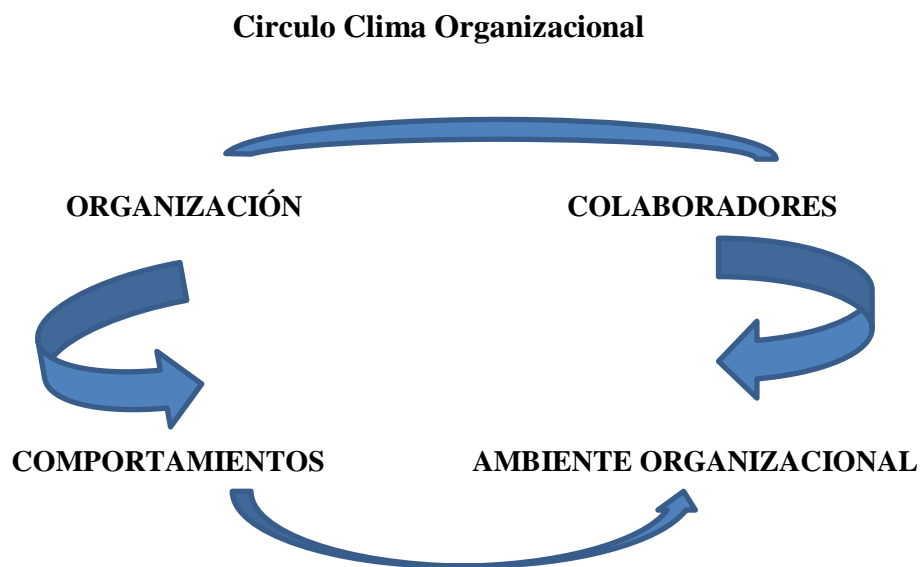 Circulo Clima Organizacional
ORGANIZACIÓN
COLABORADORES
COMPORTAMIENTOS
AMBIENTE ORGANIZACIONAL